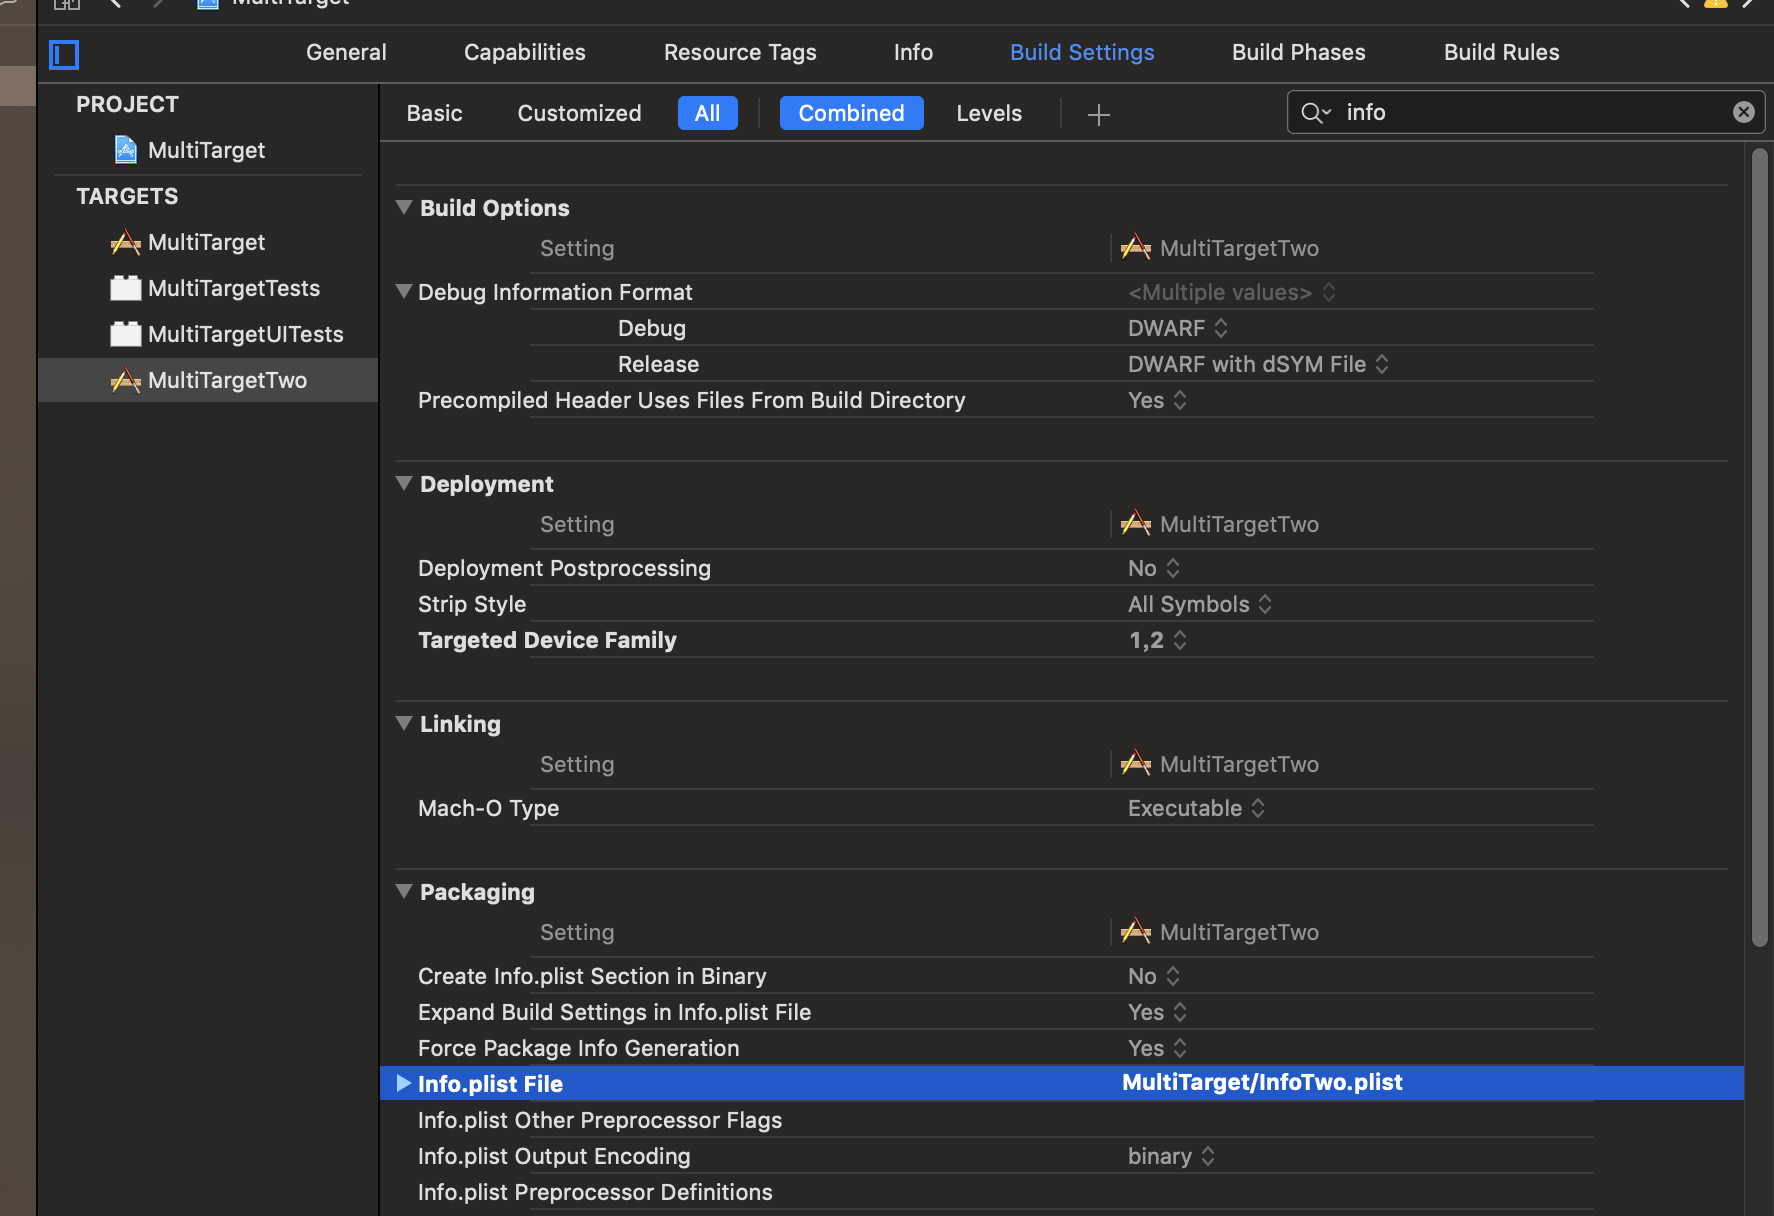 MultiTarget
General Capabilities Resource Tags Info Build Settings Build Phases Build Rules
PROJECT
MultiTarget
TARGETS
MultiTarget
MultiTargetTests
MultiTargetUITests
MultiTargetTwo
Basic Customized All Combined Levels + info
Build Options
Setting MultiTargetTwo
Debug Information Format <Multiple values>
Debug DWARF
Release DWARF with dSYM File
Precompiled Header Uses Files From Build Directory Yes
Deployment
Setting MultiTargetTwo
Deployment Postprocessing No
Strip Style All Symbols
Targeted Device Family 1,2
Linking
Setting MultiTargetTwo
Mach-O Type Executable
Packaging
Setting MultiTargetTwo
Create Info.plist Section in Binary No
Expand Build Settings in Info.plist File Yes
Force Package Info Generation Yes
Info.plist File MultiTarget/InfoTwo.plist
Info.plist Other Preprocessor Flags
Info.plist Output Encoding binary
Info.plist Preprocessor Definitions